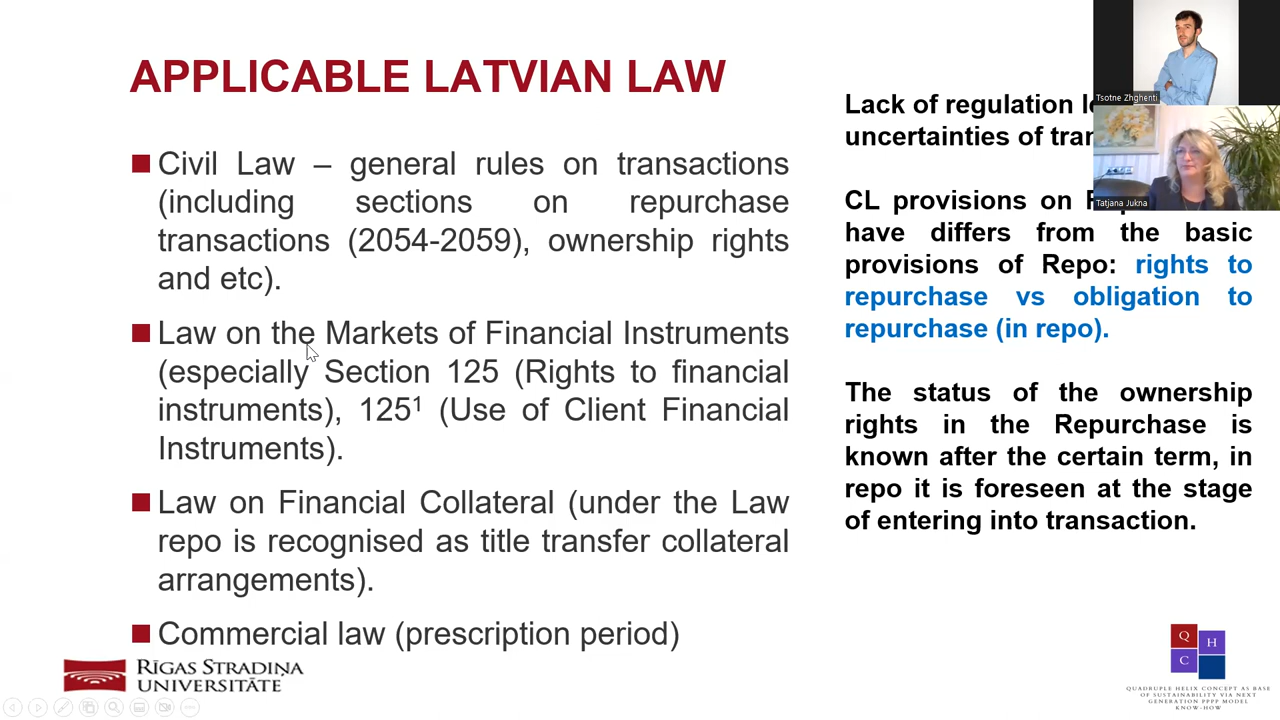 APPLICABLE LATVIAN LAW
Civil Law – general rules on transactions
(including sections on repurchase
transactions (2054-2059), ownership rights
and etc).
Law on the Markets of Financial Instruments
(especially Section 125 (Rights to financial
instruments), 125¹ (Use of Client Financial
Instruments).
Law on Financial Collateral (under the Law
repo is recognised as title transfer collateral
arrangements).
Commercial law (prescription period)
Lack of regulation
uncertainties of
CL provisions on
have differs from the basic
provisions of Repo: rights to
repurchase vs obligation to
repurchase (in repo).
The status of the ownership
rights in the Repurchase is
known after the certain term, in
repo it is foreseen at the stage
of entering into transaction.
Tsotne Zhghenti
Tatjana Jukna
RĪGAS STRADIŅA
UNIVERSITĀTE
Q
H
C
QUADRUPLE HELIX CONCEPT AS BASE
OF SUSTAINABILITY VIA NEXT
GENERATION PPPP MODEL
KNOW-HOW